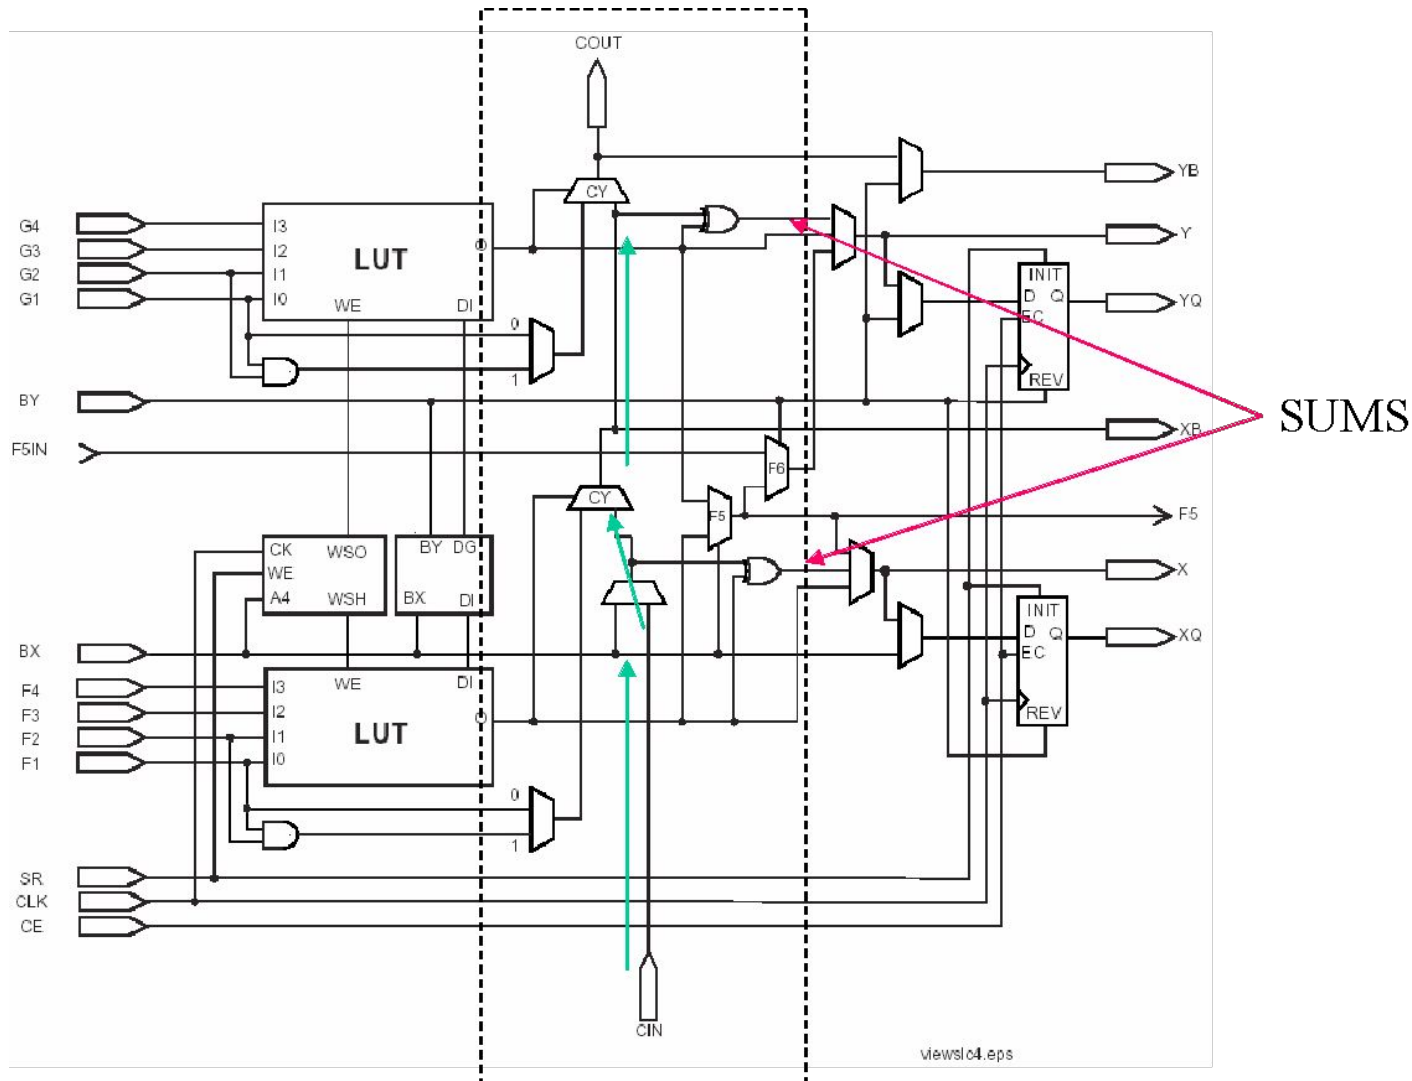 COUT
YB
CY
G4
I3
Y
G3
I2
LUT
G2
I1
INIT
G1
I0
WE
DI
D Q
YQ
0
EC
1
REV
BY
SUMS
XB
F5IN
F6
CY
F5
F5
CK
WSO
BY DG
WE
A4
WSH
BX
DI
X
INIT
D Q
XQ
BX
EC
F4
I3
WE
DI
F3
I2
REV
F2
I1
LUT
F1
I0
0
1
SR
CLK
CE
CIN
viewslc4.eps